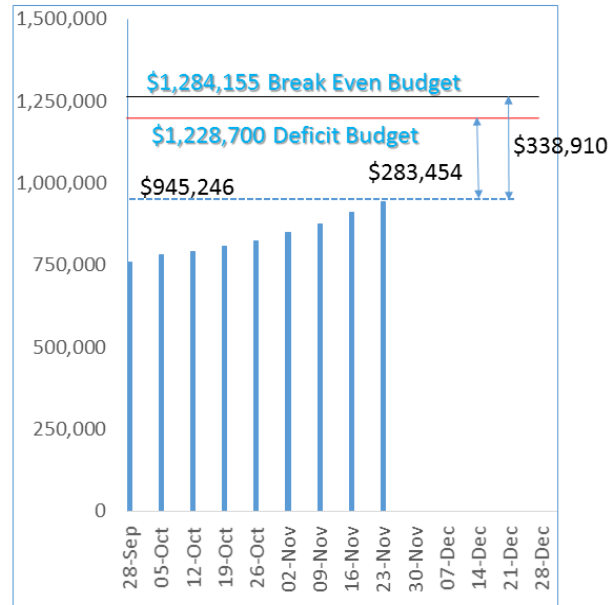 1,500,000
$1,284,155 Break Even Budget
1,250,000
$1,228,700 Deficit Budget
$338,910
$283,454
1,000,000
$945,246
750,000
500,000
250,000
0
28-Sep
05-Oct
12-Oct
19-Oct
26-Oct
02-Nov
09-Nov
16-Nov
23-Nov
30-Nov
07-Dec
14-Dec
21-Dec
28-Dec